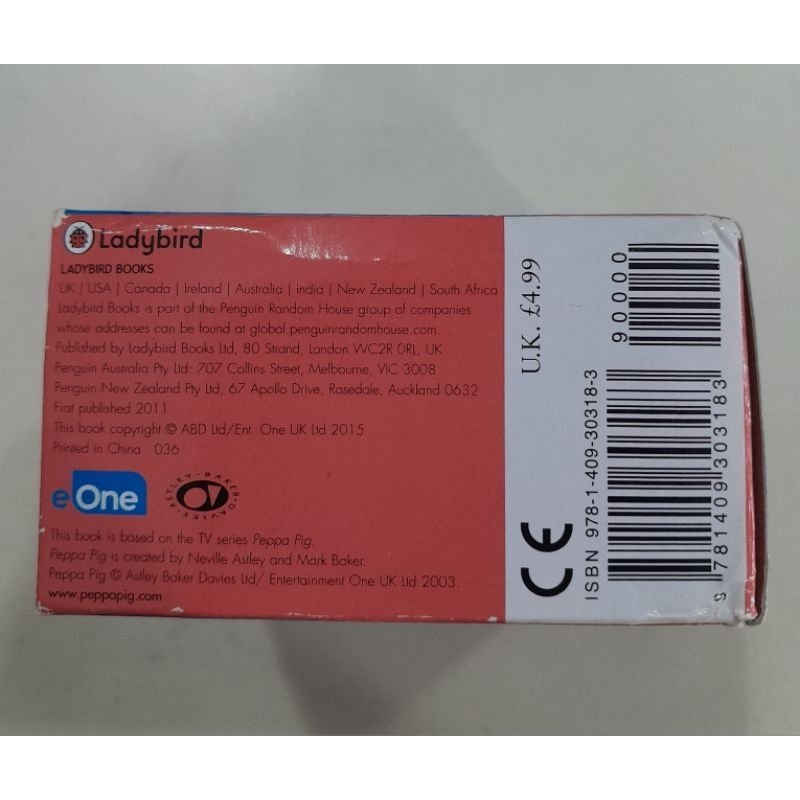 Ladybird
LADYBIRD BOOKS
UK | USA | Canada | Ireland | Australia | India | New Zealand | South Africa
Ladybird Books is part of the Penguin Random House group of companies
whose addresses can be found at global.penguinrandomhouse.com.
Published by Ladybird Books Ltd, 80 Strand, London WC2R 0RL, UK
Penguin Australia Pty Ltd: 707 Collins Street, Melbourne, VIC 3008
Penguin New Zealand Pty Ltd, 67 Apollo Drive, Rosedale, Auckland 0632
First published 2011
This book copyright © ABD Ltd/Ent. One UK Ltd 2015
Printed in China 036
eOne
ASTLEY • BAKER • DAVIES •
This book is based on the TV series Peppa Pig.
Peppa Pig is created by Neville Astley and Mark Baker.
Peppa Pig © Astley Baker Davies Ltd/ Entertainment One UK Ltd 2003.
www.peppapig.com
U.K. £4.99
90000
CE
ISBN 978-1-409-30318-3
9 781409 303183